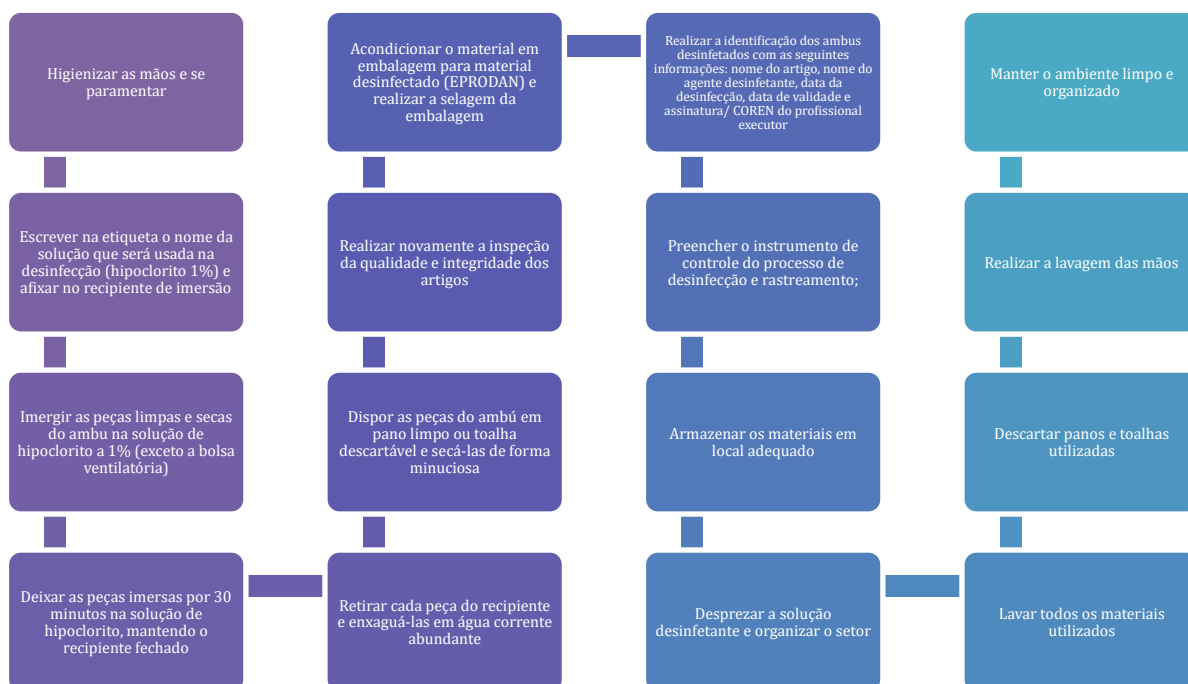 Higienizar as mãos e se
paramentar
Escrever na etiqueta o nome da
solução que será usada na
desinfecção (hipoclorito 1%) e
afixar no recipiente de imersão
Imergir as peças limpas e secas
do ambu na solução de
hipoclorito a 1% (exceto a bolsa
ventilatória)
Deixar as peças imersas por 30
minutos na solução de
hipoclorito, mantendo o
recipiente fechado
Retirar cada peça do recipiente
e enxaguá-las em água corrente
abundante
Dispor as peças do ambú em
pano limpo ou toalha
descartável e secá-las de forma
minuciosa
Realizar novamente a inspeção
da qualidade e integridade dos
artigos
Acondicionar o material em
embalagem para material
desinfectado (EPRODAN) e
realizar a selagem da
embalagem
Realizar a identificação dos ambus
desinfetados com as seguintes
informações: nome do artigo, nome do
agente desinfetante, data da
desinfecção, data de validade e
assinatura/ COREN do profissional
executor
Preencher o instrumento de
controle do processo de
desinfecção e rastreamento;
Armazenar os materiais em
local adequado
Desprezar a solução
desinfetante e organizar o setor
Lavar todos os materiais
utilizados
Descartar panos e toalhas
utilizadas
Realizar a lavagem das mãos
Manter o ambiente limpo e
organizado